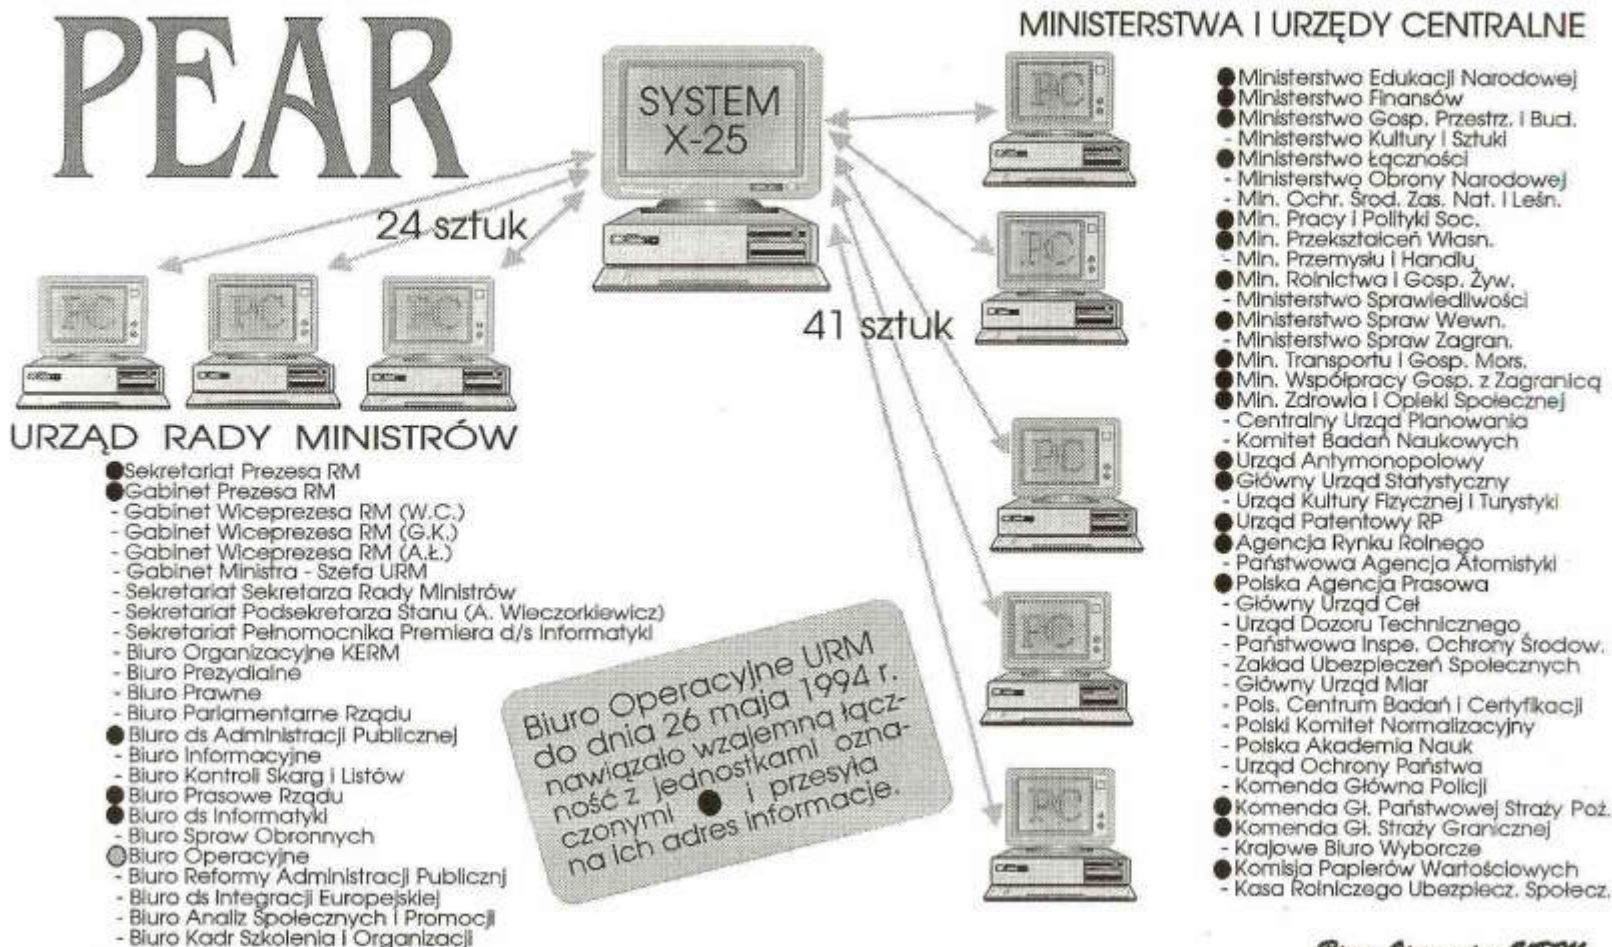 PEAR
SYSTEM
X-25
24 sztuk
41 sztuk
PC
PC
PC
URZĄD RADY MINISTRÓW
Sekretariat Prezesa RM
Gabinet Prezesa RM
- Gabinet Wiceprezesa RM (W.C.)
- Gabinet Wiceprezesa RM (G.K.)
- Gabinet Wiceprezesa RM (A.Ł.)
- Gabinet Ministra - Szefa URM
- Sekretariat Sekretarza Rady Ministrów
- Sekretariat Podsekretarza Stanu (A. Wieczorkiewicz)
- Sekretariat Pełnomocnika Premiera d/s Informatyki
- Biuro Organizacyjne KERM
- Biuro Prezydialne
- Biuro Prawne
- Biuro Parlamentarne Rządu
Biuro ds Administracji Publicznej
- Biuro Informacyjne
- Biuro Kontroli Skarg i Listów
Biuro Prasowe Rządu
Biuro ds Informatyki
- Biuro Spraw Obronnych
Biuro Operacyjne
- Biuro Reformy Administracji Publicznj
- Biuro ds Integracji Europejskiej
- Biuro Analiz Społecznych i Promocji
- Biuro Kadr Szkolenia i Organizacji
Biuro Operacyjne URM
do dnia 26 maja 1994 r.
nawiązało wzajemną łącz-
ność z jednostkami ozna-
czonymi ● i przesyła
na ich adres informacje.
PC
PC
PC
PC
PC
MINISTERSTWA I URZĘDY CENTRALNE
Ministerstwo Edukacji Narodowej
Ministerstwo Finansów
Ministerstwo Gosp. Przestrz. i Bud.
- Ministerstwo Kultury i Sztuki
Ministerstwo Łączności
- Ministerstwo Obrony Narodowej
- Min. Ochr. Środ. Zas. Nat. i Leśn.
Min. Pracy i Polityki Soc.
Min. Przekształceń Własn.
- Min. Przemysłu i Handlu
Min. Rolnictwa i Gosp. Żyw.
- Ministerstwo Sprawiedliwości
Ministerstwo Spraw Wewn.
- Ministerstwo Spraw Zagran.
Min. Transportu i Gosp. Mors.
Min. Współpracy Gosp. z Zagranicą
Min. Zdrowia i Opieki Społecznej
- Centralny Urząd Planowania
- Komitet Badań Naukowych
Urząd Antymonopolowy
Główny Urząd Statystyczny
- Urząd Kultury Fizycznej i Turystyki
Urząd Patentowy RP
Agencja Rynku Rolnego
- Państwowa Agencja Atomistyki
Polska Agencja Prasowa
- Główny Urząd Ceł
- Urząd Dozoru Technicznego
- Państwowa Inspe. Ochrony Środow.
- Zakład Ubezpieczeń Społecznych
- Główny Urząd Miar
- Pols. Centrum Badań i Certyfikacji
- Polski Komitet Normalizacyjny
- Polska Akademia Nauk
- Urząd Ochrony Państwa
- Komenda Główna Policji
Komenda Gł. Państwowej Straży Poż.
Komenda Gł. Straży Granicznej
- Krajowe Biuro Wyborcze
Komisja Papierów Wartościowych
- Kasa Rolniczego Ubezpiecz. Społecz.